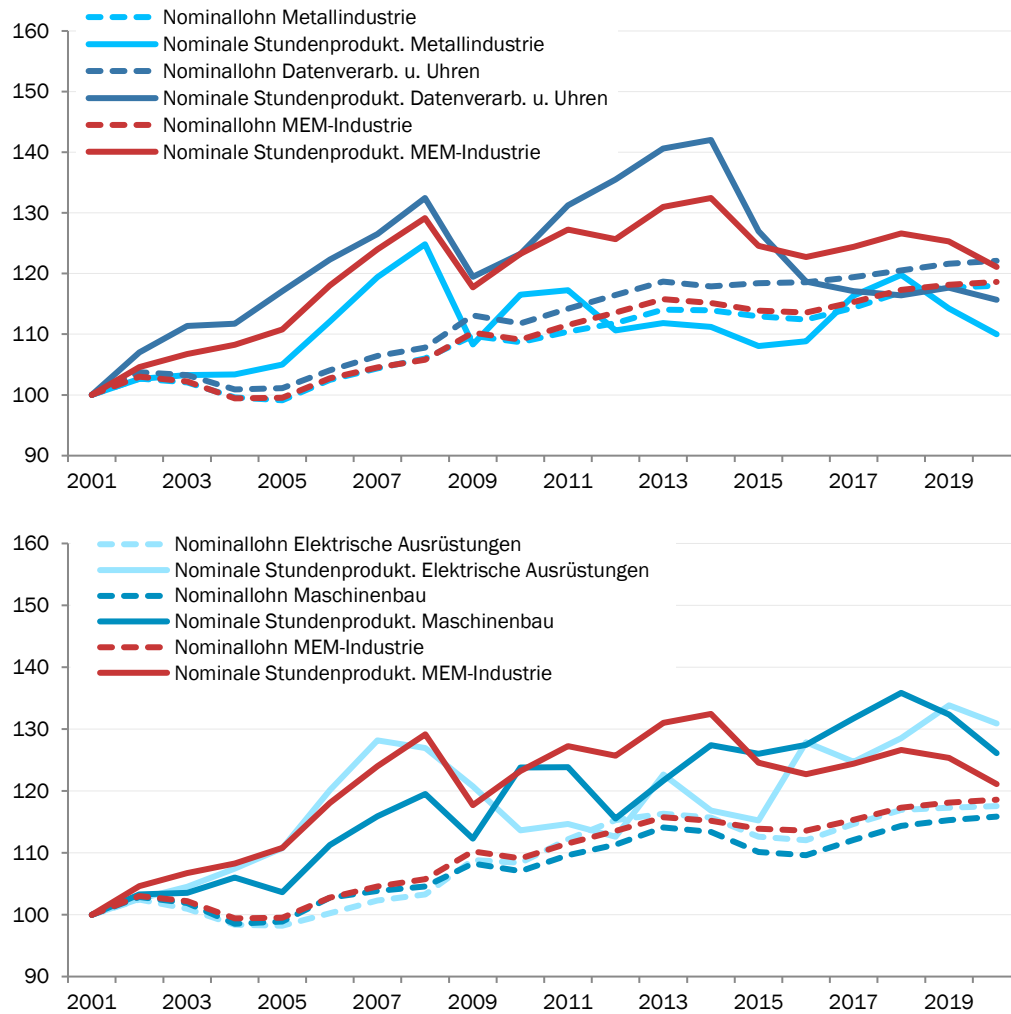 Nominallohn Metallindustrie
Nominale Stundenprodukt. Metallindustrie
Nominallohn Datenverarb. u. Uhren
Nominale Stundenprodukt. Datenverarb. u. Uhren
Nominallohn MEM-Industrie
Nominale Stundenprodukt. MEM-Industrie
160
150
140
130
120
110
100
90
2001 2003 2005 2007 2009 2011 2013 2015 2017 2019
Nominallohn Elektrische Ausrüstungen
Nominale Stundenprodukt. Elektrische Ausrüstungen
Nominallohn Maschinenbau
Nominale Stundenprodukt. Maschinenbau
Nominallohn MEM-Industrie
Nominale Stundenprodukt. MEM-Industrie
160
150
140
130
120
110
100
90
2001 2003 2005 2007 2009 2011 2013 2015 2017 2019